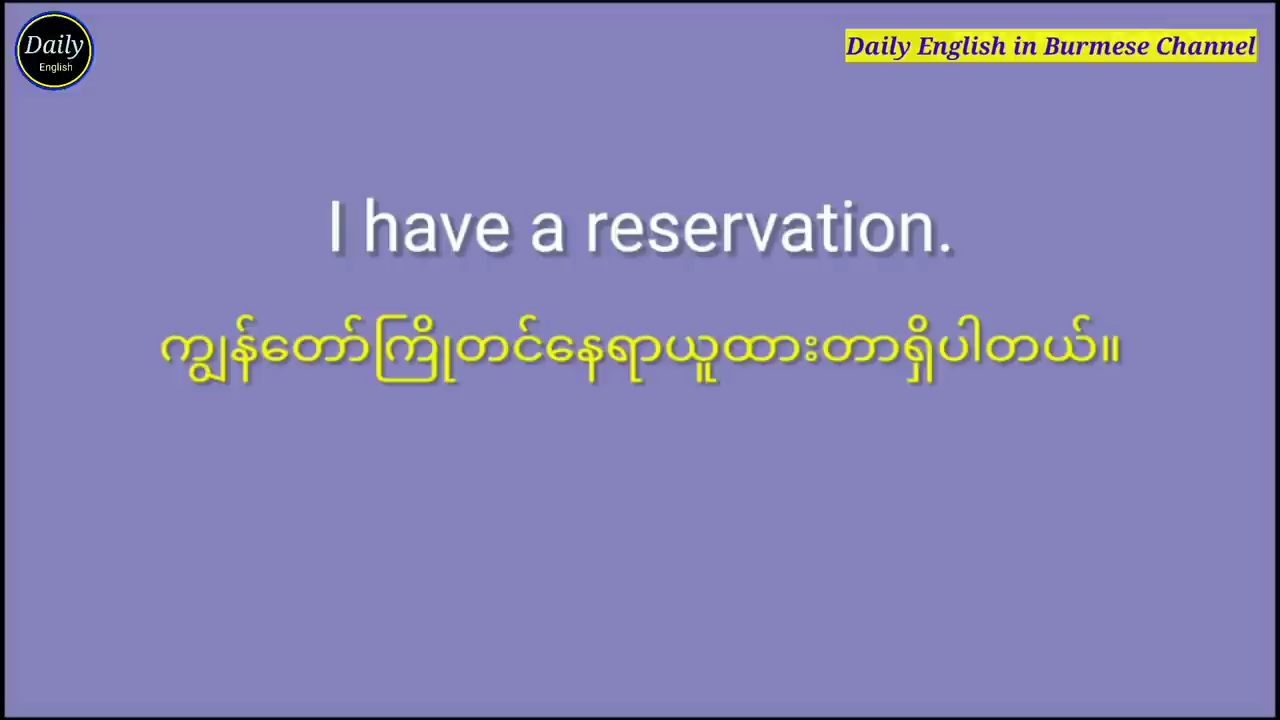 Daily
English
Daily English in Burmese Channel
I have a reservation.
ကျွန်တော်ကြိုတင်နေရာယူထားတာရှိပါတယ်။